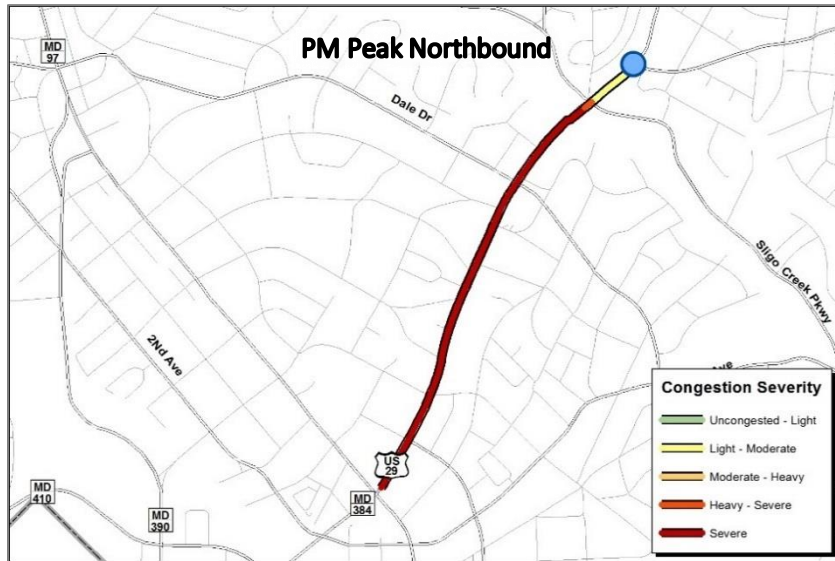 PM Peak Northbound
MD
97
Dale Dr
Sligo Creek Pkwy
2Nd Ave
US
29
MD
384
MD
410
MD
390
Congestion Severity
Uncongested - Light
Light - Moderate
Moderate - Heavy
Heavy - Severe
Severe